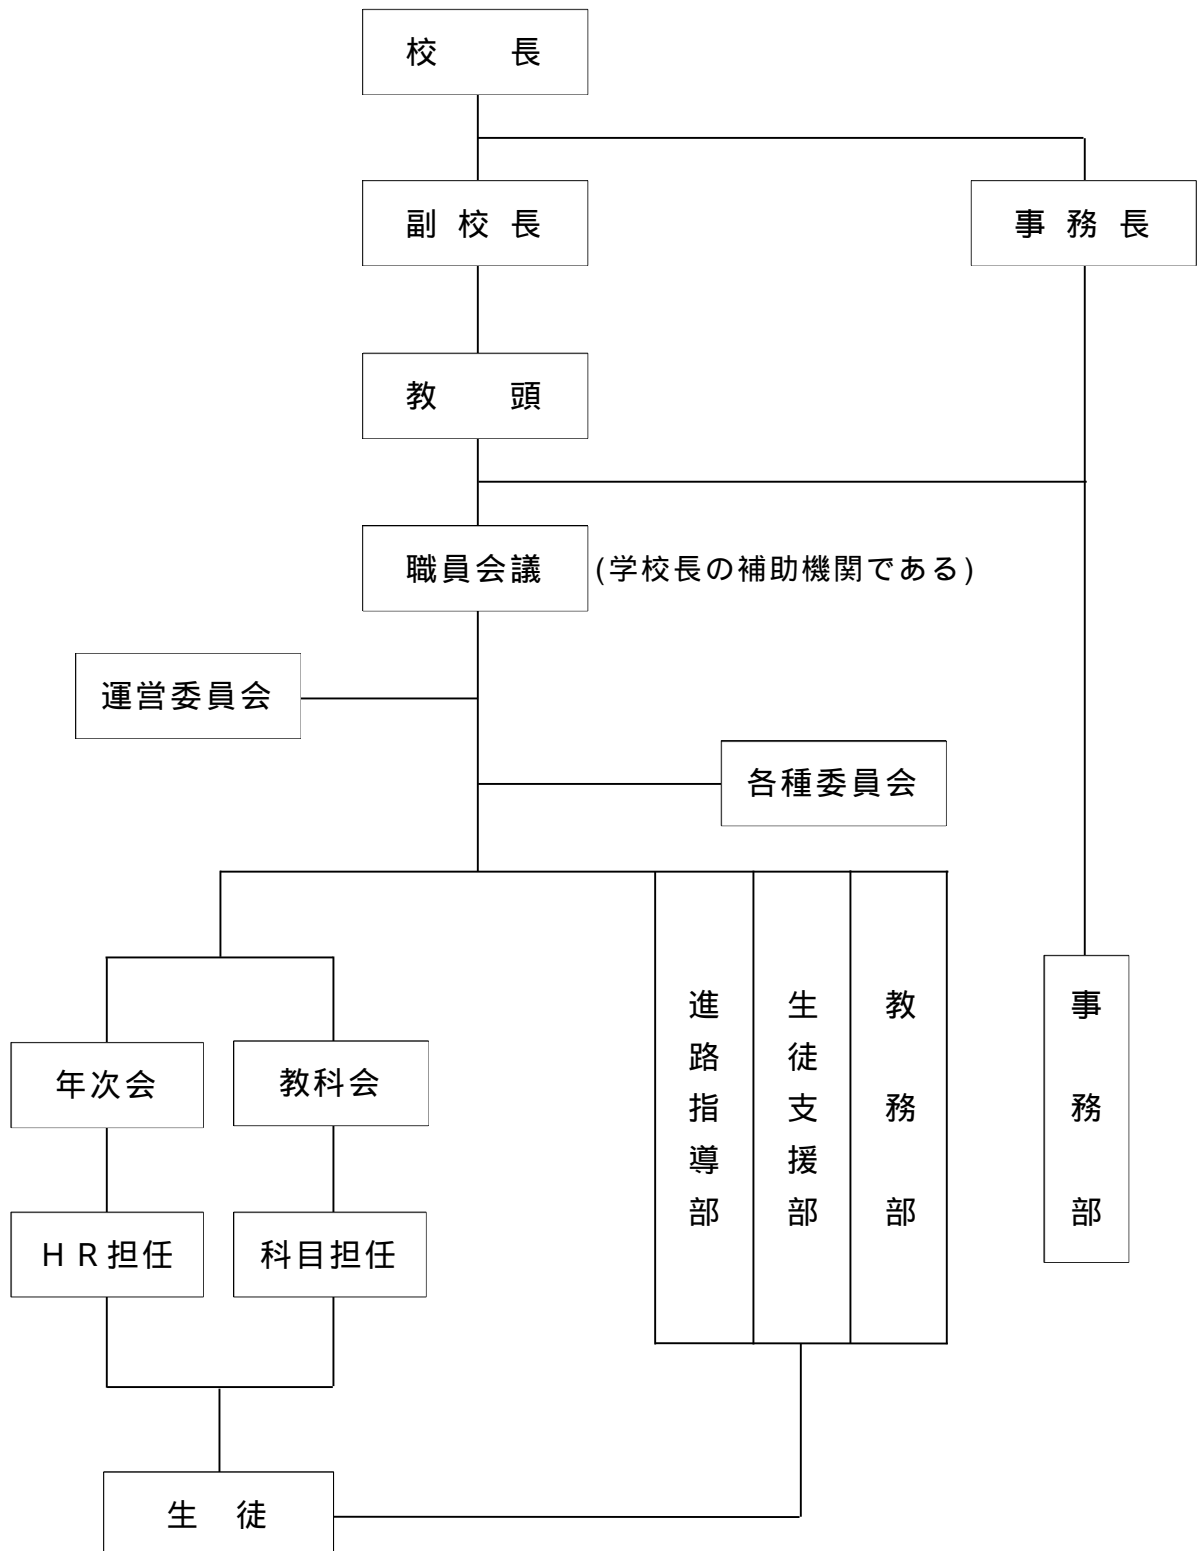 校　　長
副 校 長
事 務 長
教　　頭
職員会議
(学校長の補助機関である)
運営委員会
各種委員会
進路指導部
生徒支援部
教務部
事務部
年次会
教科会
ＨＲ担任
科目担任
生　徒